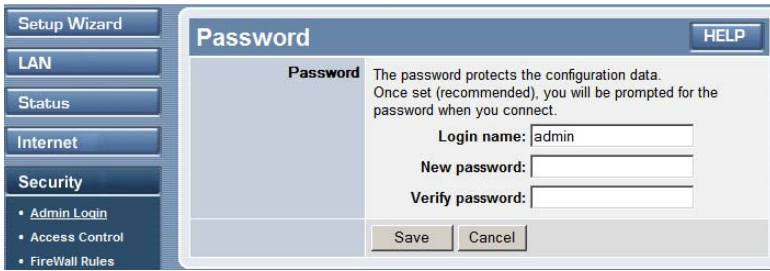 Setup Wizard
LAN
Status
Internet
Security
• Admin Login
• Access Control
• FireWall Rules
Password
HELP
Password
The password protects the configuration data.
Once set (recommended), you will be prompted for the
password when you connect.
Login name: admin
New password:
Verify password:
Save Cancel